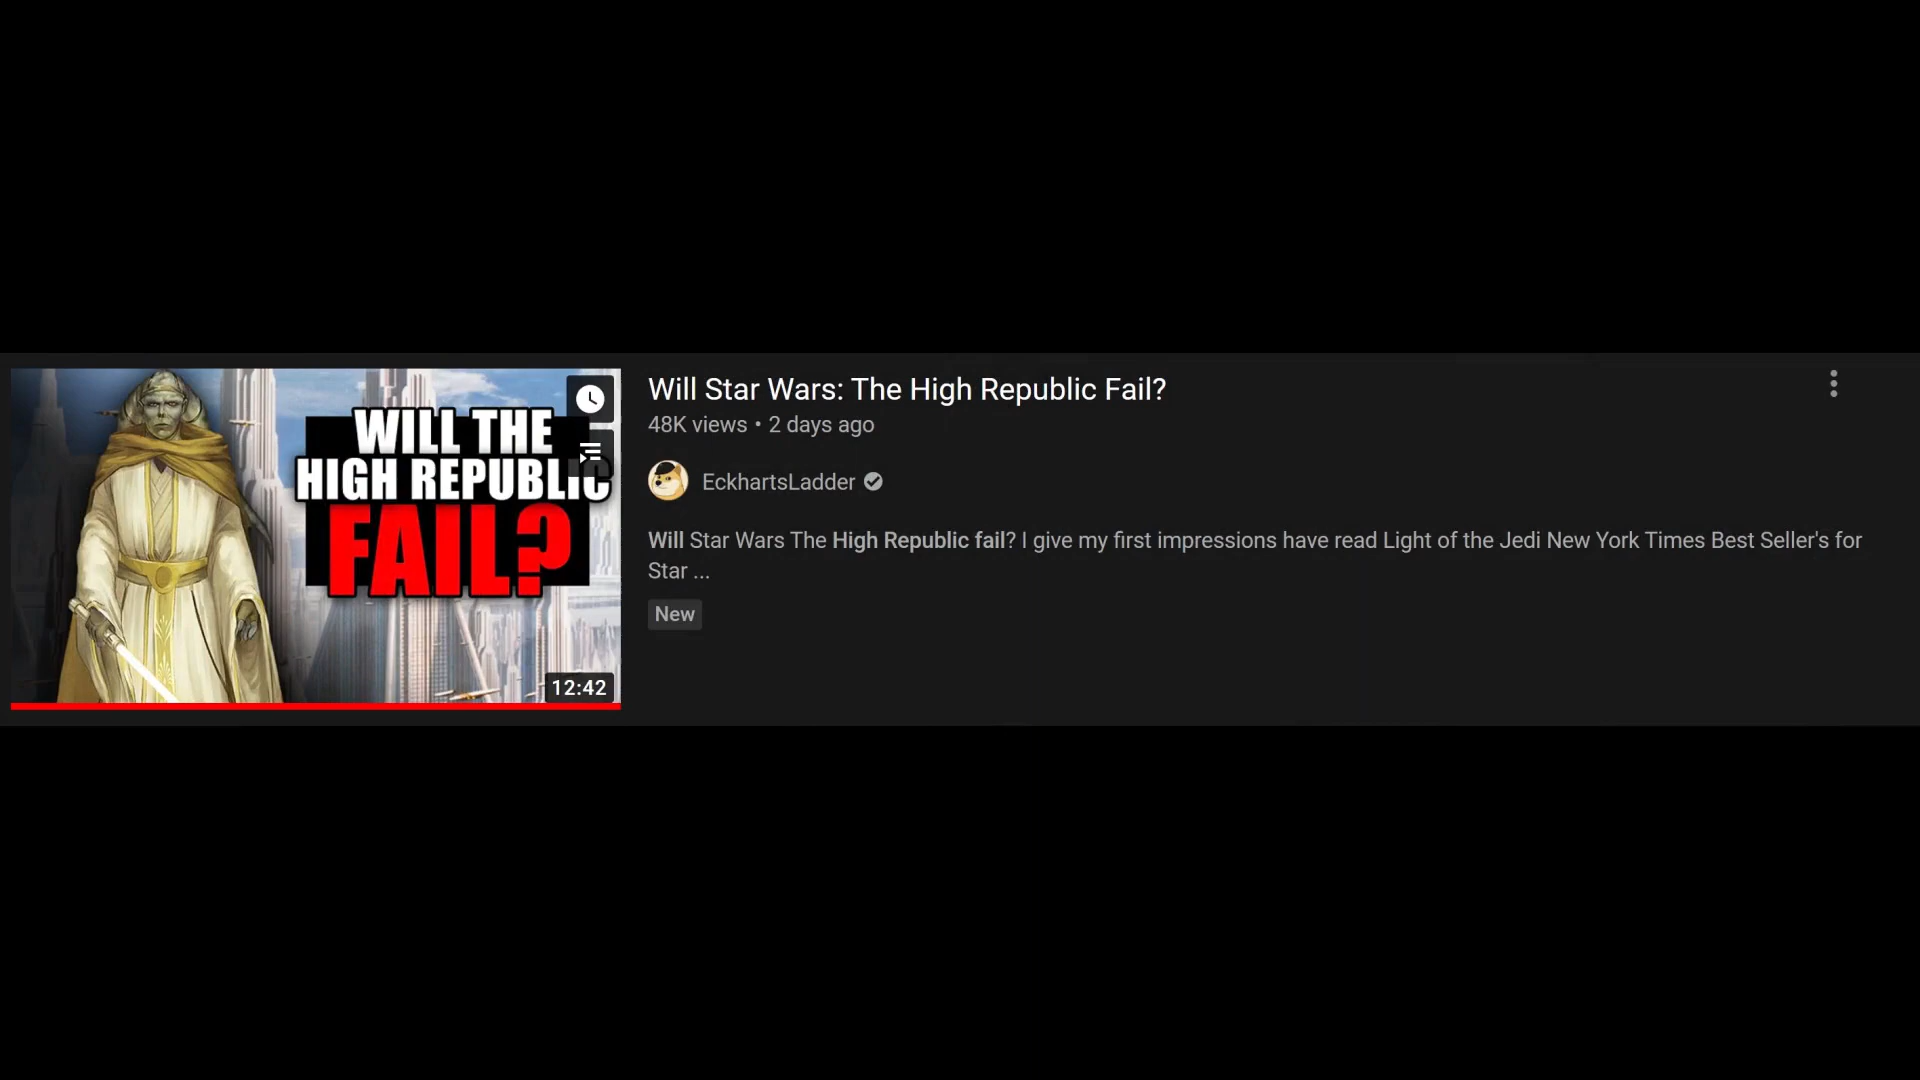 WILL THE
HIGH REPUBLIC
FAIL?
12:42
Will Star Wars: The High Republic Fail?
48K views • 2 days ago
EckhartsLadder
Will Star Wars The High Republic fail? I give my first impressions have read Light of the Jedi New York Times Best Seller's for
Star ...
New